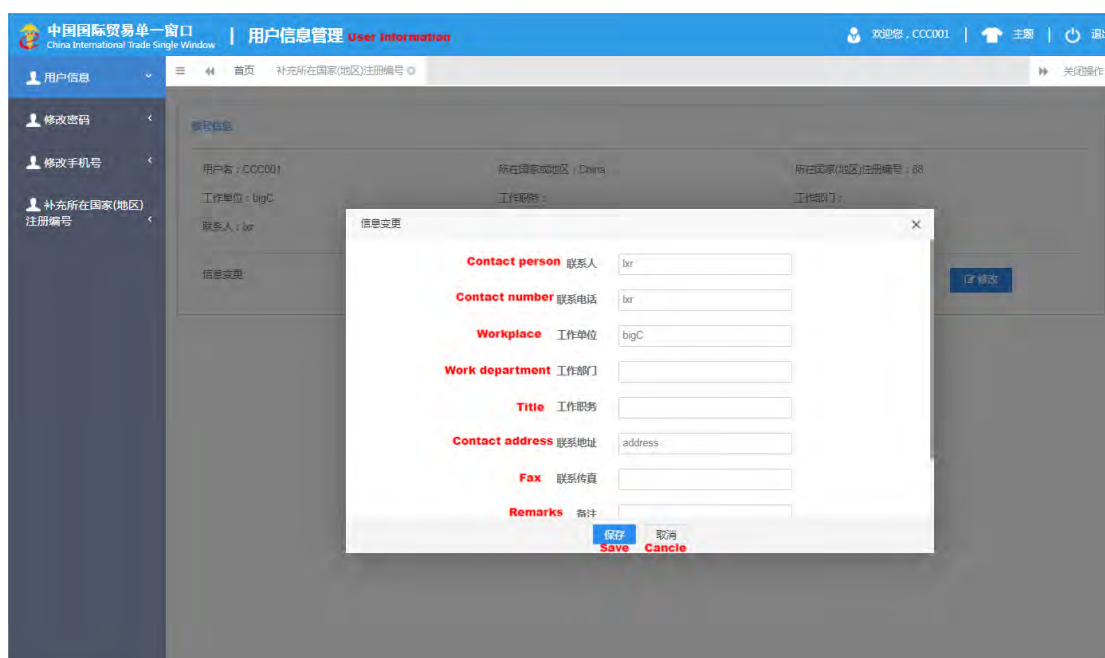 中国国际贸易单一窗口 | 用户信息管理 User Information
China International Trade Single Window
欢迎您,CCC001 | 主题 |
用户信息
首页 补充所在国家(地区)注册编号
关闭操作
修改密码
修改手机号
补充所在国家(地区)
注册编号
账号信息
用户名:CCC001 所在国家或地区:China 所在国家(地区)注册编号:88
工作单位:bigC 工作职务: 工作部门:
联系人:lxr
信息变更 修改
信息变更
Contact person 联系人 lxr
Contact number 联系电话 lxr
Workplace 工作单位 bigC
Work department 工作部门
Title 工作职务
Contact address 联系地址 address
Fax 联系传真
Remarks 备注
保存 取消
Save Cancle